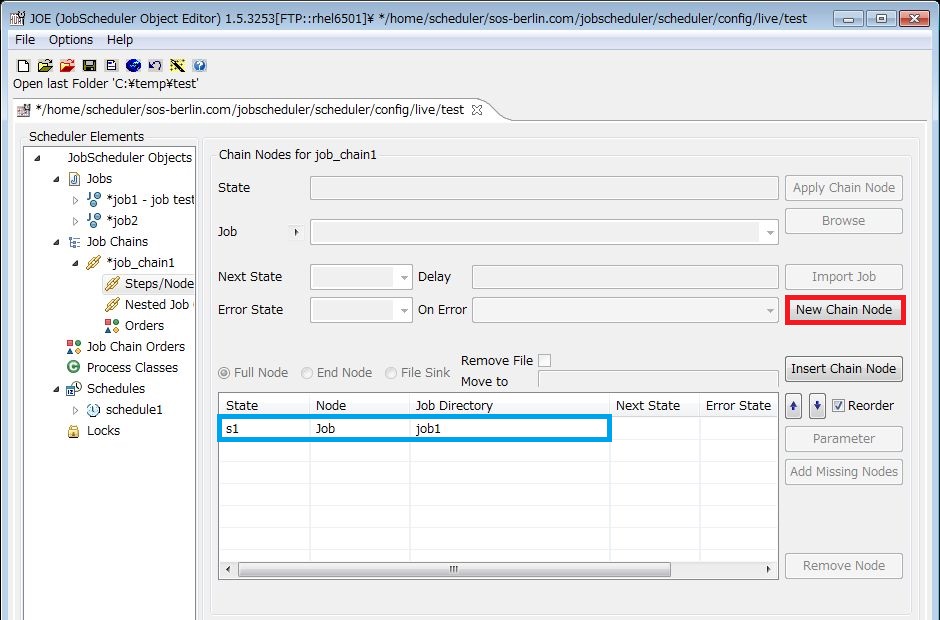 JOE (JobScheduler Object Editor) 1.5.3253[FTP::rhel6501]¥ */home/scheduler/sos-berlin.com/jobscheduler/scheduler/config/live/test
File Options Help
Open last Folder 'C:¥temp¥test'
*/home/scheduler/sos-berlin.com/jobscheduler/scheduler/config/live/test
Scheduler Elements
JobScheduler Objects
Jobs
*job1 - job test
*job2
Job Chains
*job_chain1
Steps/Node
Nested Job
Orders
Job Chain Orders
Process Classes
Schedules
schedule1
Locks
Chain Nodes for job_chain1
State
Apply Chain Node
Browse
Job
Next State Delay
Import Job
Error State On Error
New Chain Node
Remove File
Full Node End Node File Sink
Move to
Insert Chain Node
State Node Job Directory Next State Error State
Reorder
s1 Job job1
Parameter
Add Missing Nodes
Remove Node